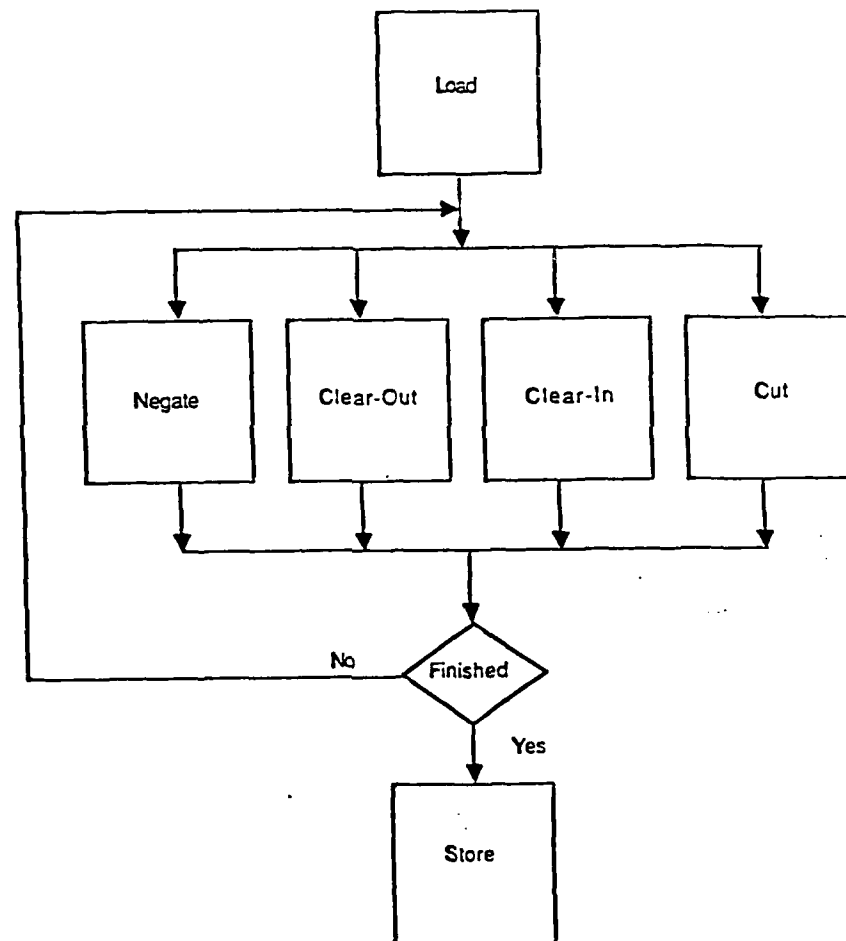 Load
Negate
Clear-Out
Clear-In
Cut
No
Finished
Yes
Store